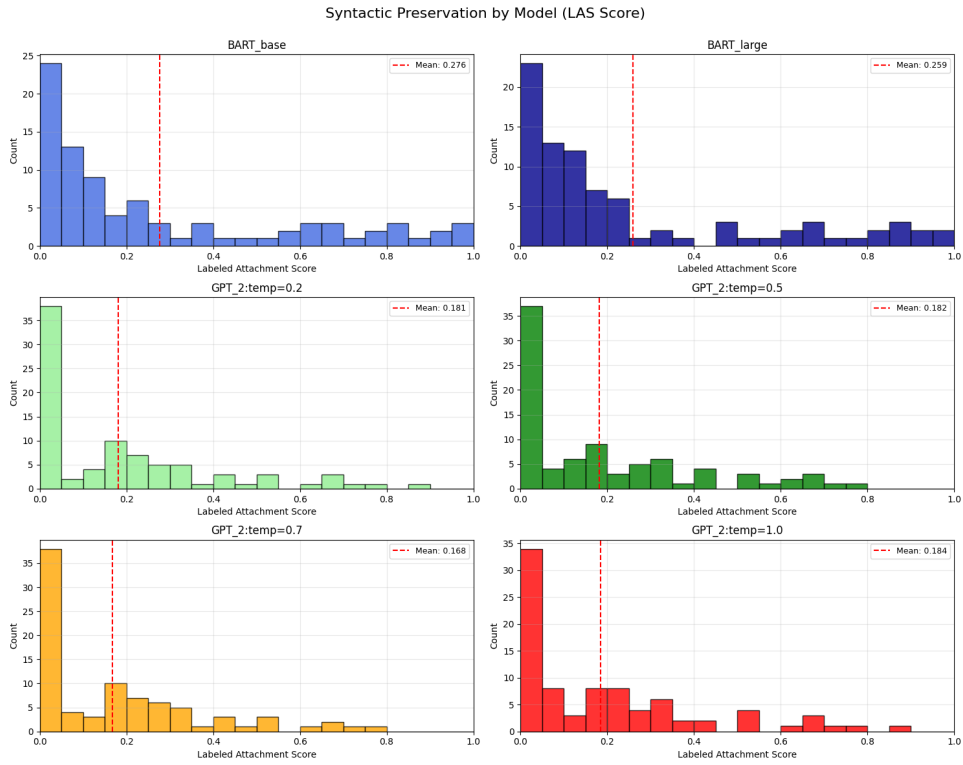 Syntactic Preservation by Model (LAS Score)
BART_base
Mean: 0.276
Count
25
20
15
10
5
0
0.0 0.2 0.4 0.6 0.8 1.0
Labeled Attachment Score
BART_large
Mean: 0.259
Count
20
15
10
5
0
0.0 0.2 0.4 0.6 0.8 1.0
Labeled Attachment Score
GPT_2:temp=0.2
Mean: 0.181
Count
35
30
25
20
15
10
5
0
0.0 0.2 0.4 0.6 0.8 1.0
Labeled Attachment Score
GPT_2:temp=0.5
Mean: 0.182
Count
35
30
25
20
15
10
5
0
0.0 0.2 0.4 0.6 0.8 1.0
Labeled Attachment Score
GPT_2:temp=0.7
Mean: 0.168
Count
35
30
25
20
15
10
5
0
0.0 0.2 0.4 0.6 0.8 1.0
Labeled Attachment Score
GPT_2:temp=1.0
Mean: 0.184
Count
35
30
25
20
15
10
5
0
0.0 0.2 0.4 0.6 0.8 1.0
Labeled Attachment Score